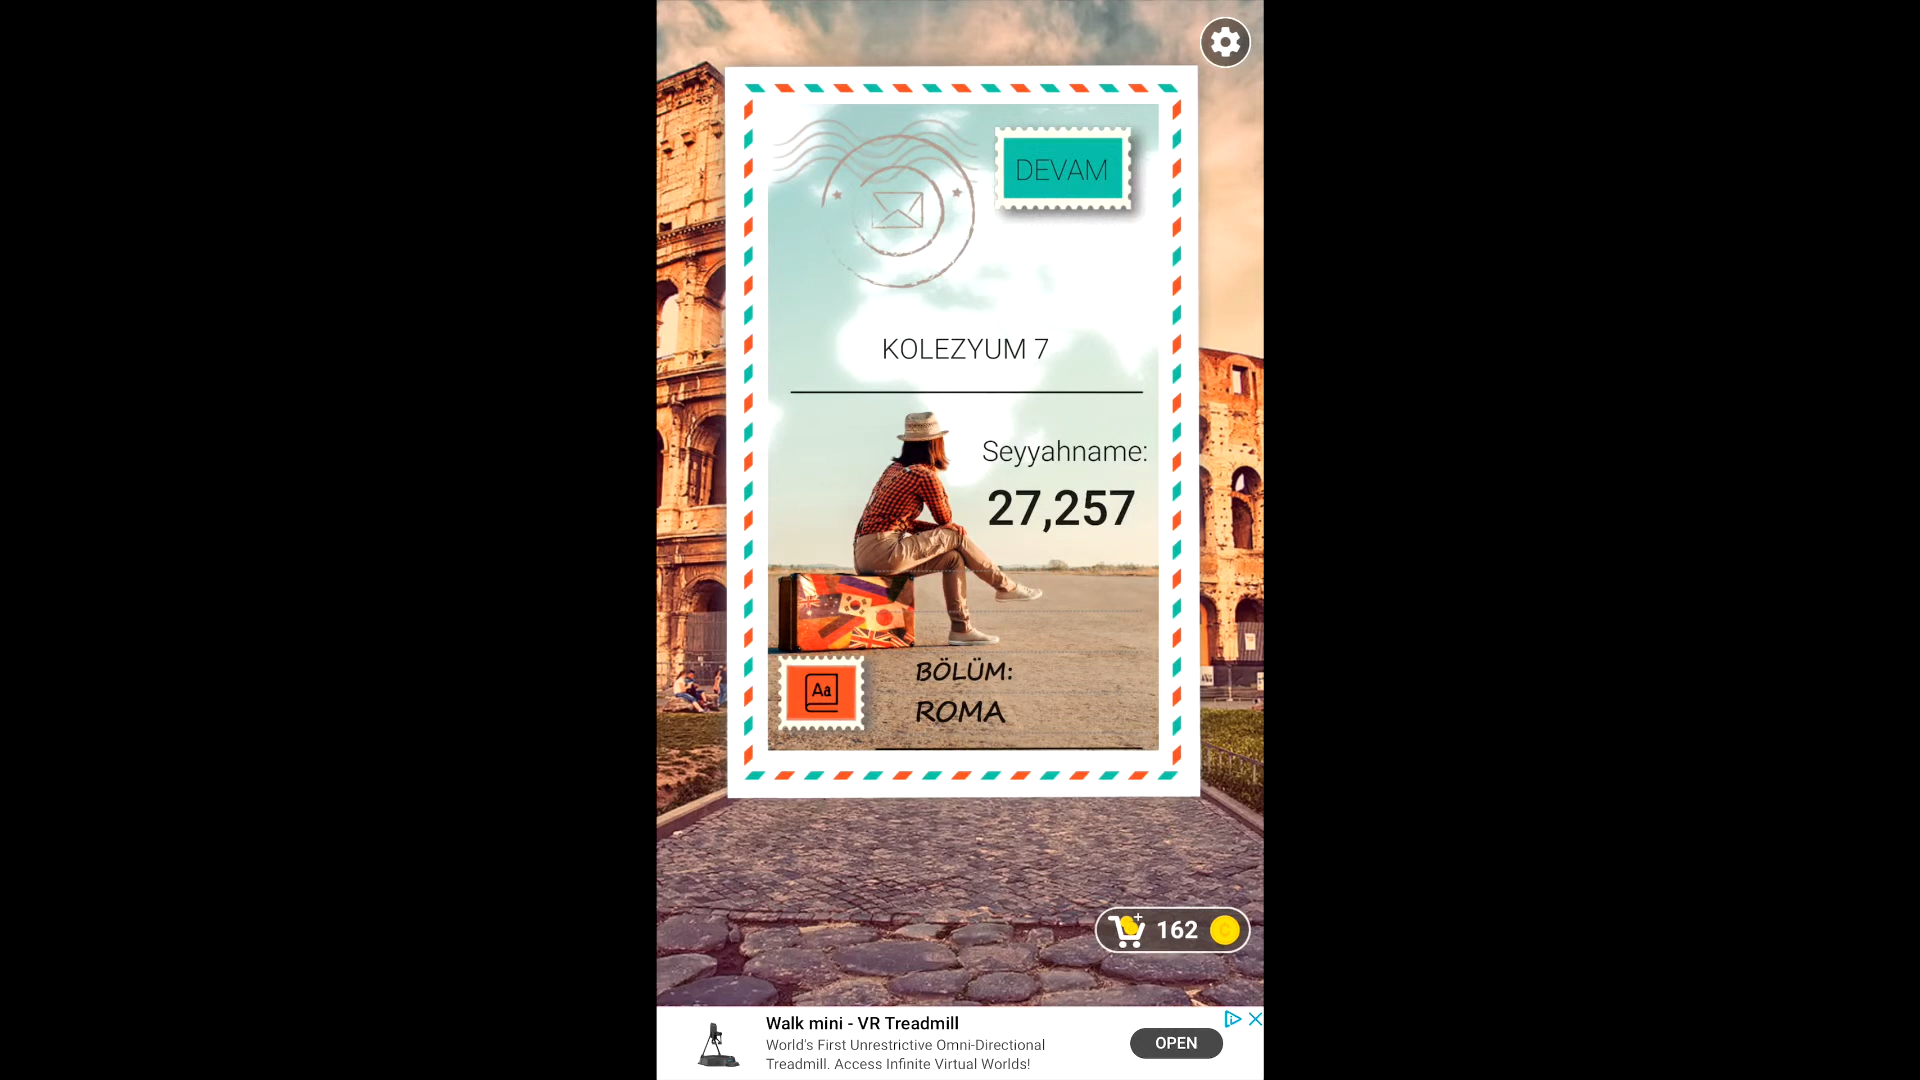 DEVAM
KOLEZYUM 7
Seyyahname:
27,257
Aa
BÖLÜM:
ROMA
162
Walk mini - VR Treadmill
World's First Unrestrictive Omni-Directional
Treadmill. Access Infinite Virtual Worlds!
OPEN